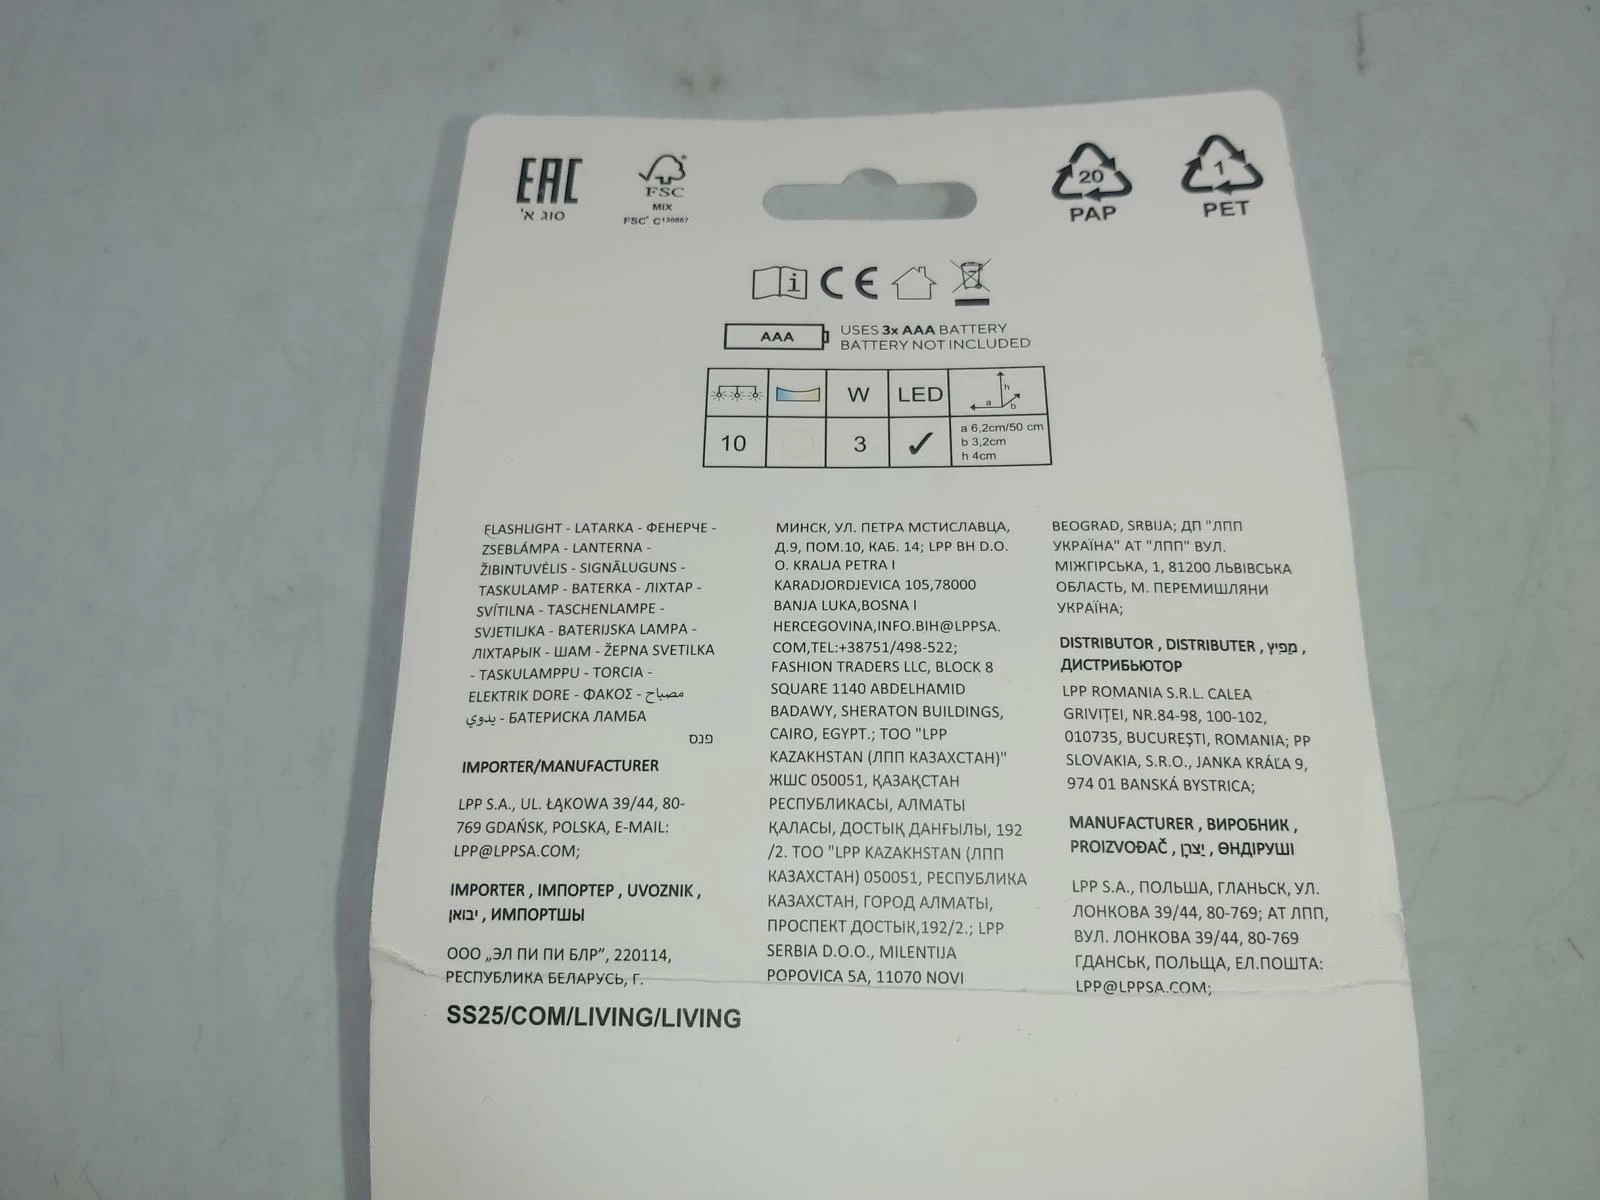 EAC
סוג א'
FSC
MIX
FSC® C130867
20
PAP
1
PET
i CE
AAA
USES 3x AAA BATTERY
BATTERY NOT INCLUDED
W LED h a b
10 3 ✓ a 6,2cm/50 cm
b 3,2cm
h 4cm
FLASHLIGHT - LATARKA - ФЕНЕРЧЕ -
ZSEBLÁMPA - LANTERNA -
ŽIBINTUVĖLIS - SIGNĀLUGUNS -
TASKULAMP - BATERKA - ЛІХТАР -
SVÍTILNA - TASCHENLAMPE -
SVJETILJKA - BATERIJSKA LAMPA -
ЛІХТАРЫК - ШАМ - ŽEPNA SVETILKA
- TASKULAMPPU - TORCIA -
ELEKTRIK DORE - ΦΑΚΟΣ - مصباح
يدوي - БАТЕРИСКА ЛАМБА
פנס
IMPORTER/MANUFACTURER
LPP S.A., UL. ŁĄKOWA 39/44, 80-
769 GDAŃSK, POLSKA, E-MAIL:
LPP@LPPSA.COM;
IMPORTER , ІМПОРТЕР , UVOZNIK ,
יבואן , ИМПОРТШЫ
ООО „ЭЛ ПИ ПИ БЛР”, 220114,
РЕСПУБЛИКА БЕЛАРУСЬ, Г.
МИНСК, УЛ. ПЕТРА МСТИСЛАВЦА,
Д.9, ПОМ.10, КАБ. 14; LPP BH D.O.
O. KRALJA PETRA I
KARADJORDJEVICA 105,78000
BANJA LUKA,BOSNA I
HERCEGOVINA,INFO.BIH@LPPSA.
COM,TEL:+38751/498-522;
FASHION TRADERS LLC, BLOCK 8
SQUARE 1140 ABDELHAMID
BADAWY, SHERATON BUILDINGS,
CAIRO, EGYPT.; ТОО "LPP
KAZAKHSTAN (ЛПП КАЗАХСТАН)"
ЖШС 050051, ҚАЗАҚСТАН
РЕСПУБЛИКАСЫ, АЛМАТЫ
ҚАЛАСЫ, ДОСТЫҚ ДАНҒЫЛЫ, 192
/2. ТОО "LPP KAZAKHSTAN (ЛПП
КАЗАХСТАН) 050051, РЕСПУБЛИКА
КАЗАХСТАН, ГОРОД АЛМАТЫ,
ПРОСПЕКТ ДОСТЫК,192/2.; LPP
SERBIA D.O.O., MILENTIJA
POPOVICA 5A, 11070 NOVI
BEOGRAD, SRBIJA; ДП "ЛПП
УКРАЇНА" АТ "ЛПП" ВУЛ.
МІЖГІРСЬКА, 1, 81200 ЛЬВІВСЬКА
ОБЛАСТЬ, М. ПЕРЕМИШЛЯНИ
УКРАЇНА;
DISTRIBUTOR , DISTRIBUTER , מֵפִיץ ,
ДИСТРИБЬЮТОР
LPP ROMANIA S.R.L. CALEA
GRIVIȚEI, NR.84-98, 100-102,
010735, BUCUREȘTI, ROMANIA; PP
SLOVAKIA, S.R.O., JANKA KRÁĽA 9,
974 01 BANSKÁ BYSTRICA;
MANUFACTURER , ВИРОБНИК ,
PROIZVOĐAČ , יַצרָן , ӨНДІРУШІ
LPP S.A., ПОЛЬША, ГЛАНЬСК, УЛ.
ЛОНКОВА 39/44, 80-769; АТ ЛПП,
ВУЛ. ЛОНКОВА 39/44, 80-769
ГДАНСЬК, ПОЛЬЩА, ЕЛ.ПОШТА:
LPP@LPPSA.COM;
SS25/COM/LIVING/LIVING